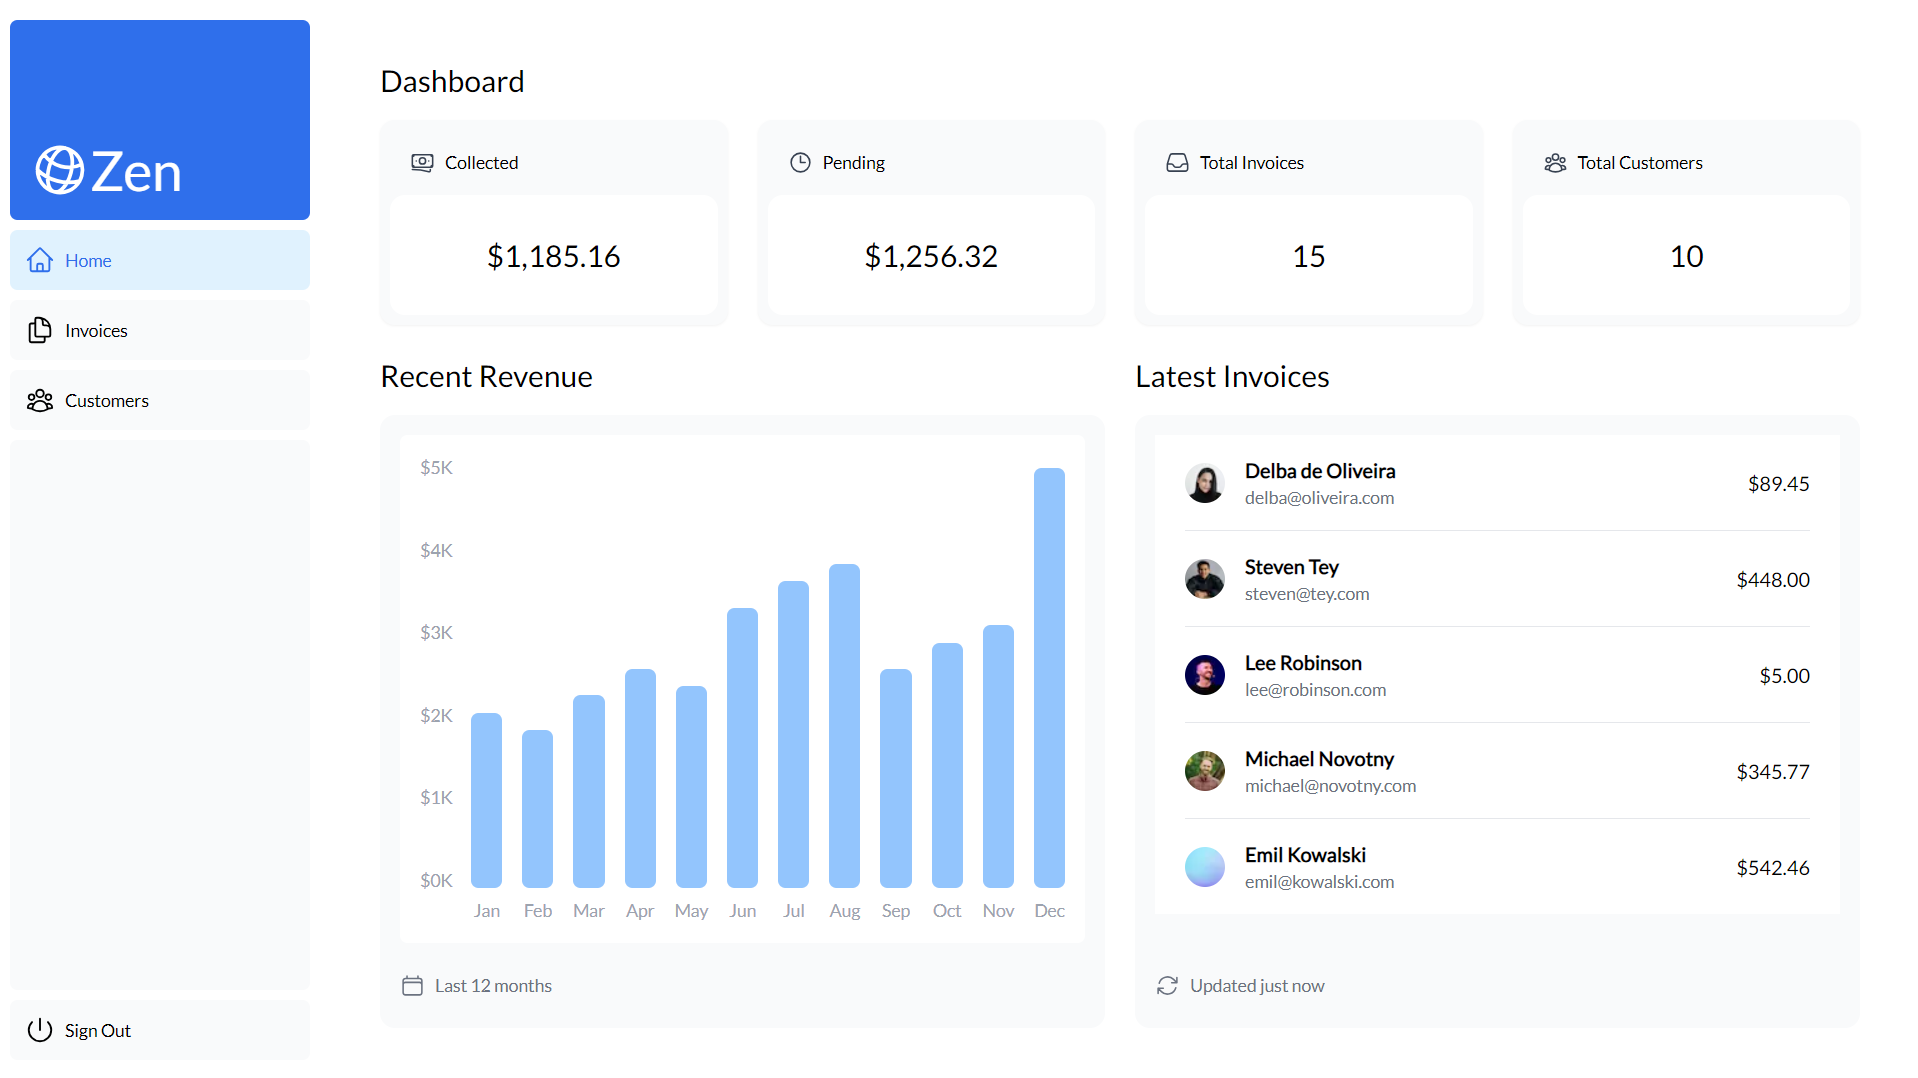 Zen
Home
Invoices
Customers
Sign Out
Dashboard
Collected
$1,185.16
Pending
$1,256.32
Total Invoices
15
Total Customers
10
Recent Revenue
$5K
$4K
$3K
$2K
$1K
$0K
Jan Feb Mar Apr May Jun Jul Aug Sep Oct Nov Dec
Last 12 months
Latest Invoices
Delba de Oliveira
delba@oliveira.com
$89.45
Steven Tey
steven@tey.com
$448.00
Lee Robinson
lee@robinson.com
$5.00
Michael Novotny
michael@novotny.com
$345.77
Emil Kowalski
emil@kowalski.com
$542.46
Updated just now